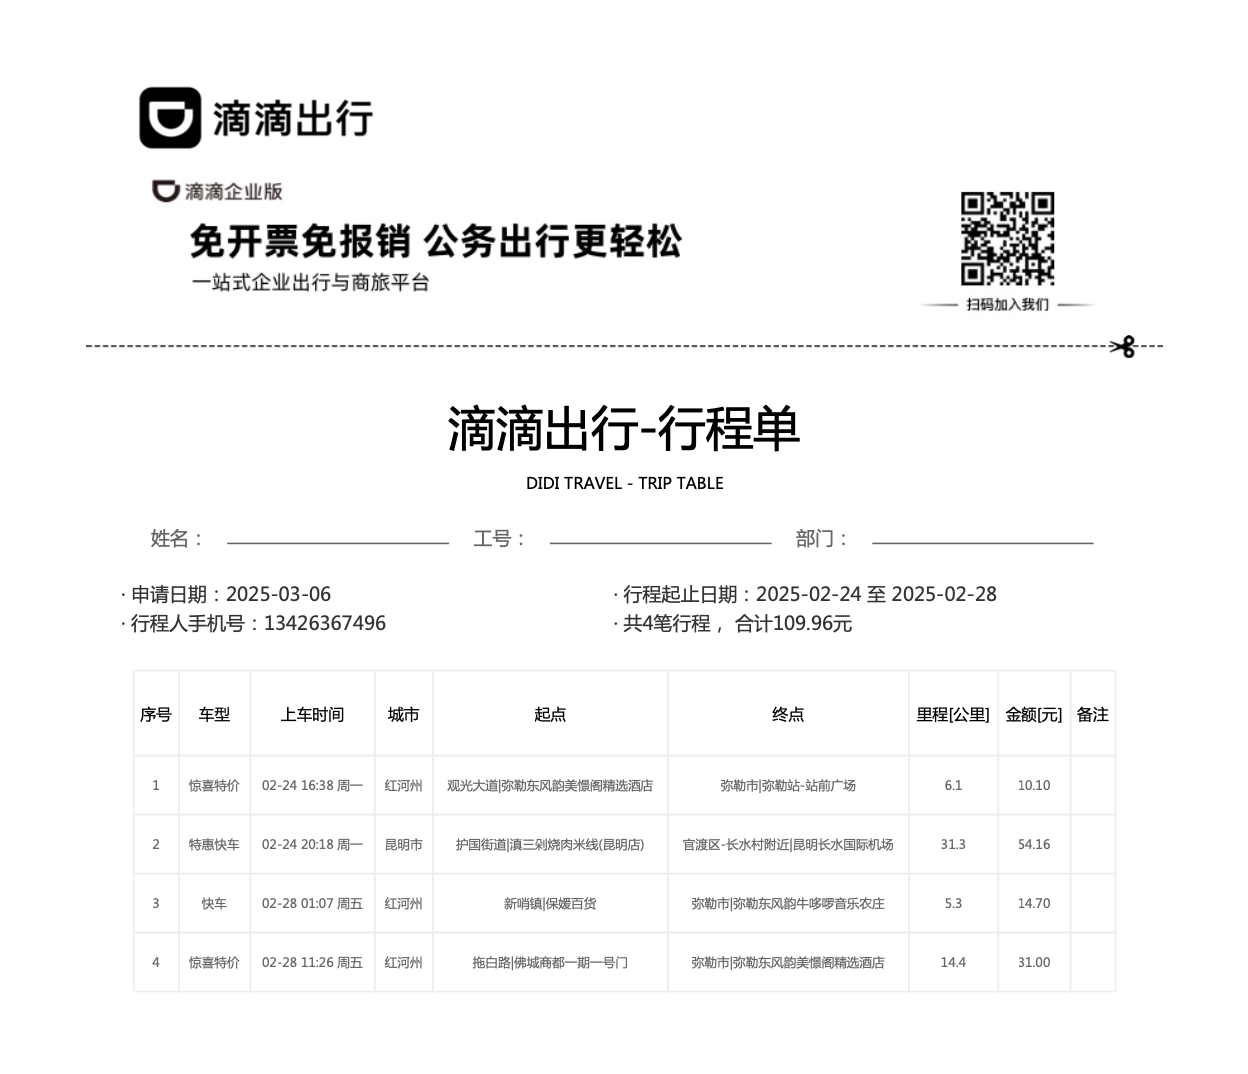 滴滴出行
滴滴企业版
免开票免报销 公务出行更轻松
一站式企业出行与商旅平台
扫码加入我们
滴滴出行-行程单
DIDI TRAVEL - TRIP TABLE
姓名： 工号： 部门：
· 申请日期：2025-03-06 · 行程起止日期：2025-02-24 至 2025-02-28
· 行程人手机号：13426367496 · 共4笔行程， 合计109.96元
序号 车型 上车时间 城市 起点 终点 里程[公里] 金额[元] 备注
1 惊喜特价 02-24 16:38 周一 红河州 观光大道|弥勒东风韵美憬阁精选酒店 弥勒市|弥勒站-站前广场 6.1 10.10
2 特惠快车 02-24 20:18 周一 昆明市 护国街道|滇三剁烧肉米线(昆明店) 官渡区-长水村附近|昆明长水国际机场 31.3 54.16
3 快车 02-28 01:07 周五 红河州 新哨镇|保媛百货 弥勒市|弥勒东风韵牛哆啰音乐农庄 5.3 14.70
4 惊喜特价 02-28 11:26 周五 红河州 拖白路|佛城商都一期一号门 弥勒市|弥勒东风韵美憬阁精选酒店 14.4 31.00